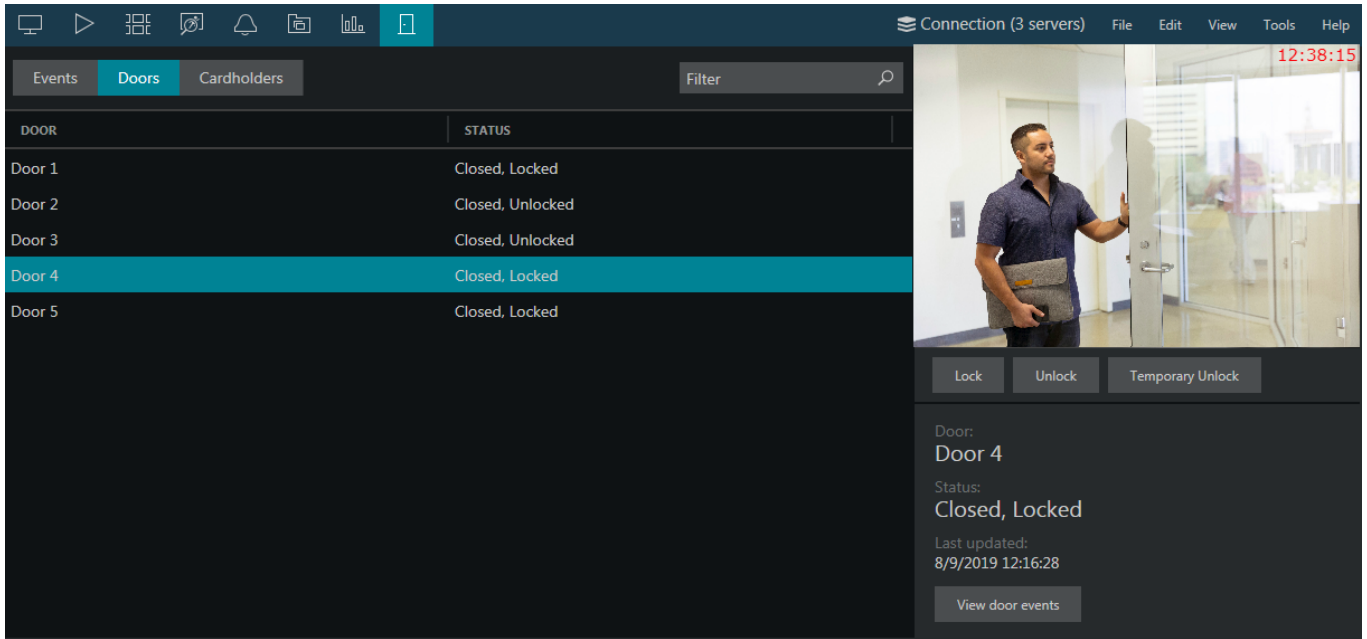 Connection (3 servers) File Edit View Tools Help
12:38:15
Events Doors Cardholders Filter
DOOR STATUS
Door 1 Closed, Locked
Door 2 Closed, Unlocked
Door 3 Closed, Unlocked
Door 4 Closed, Locked
Door 5 Closed, Locked
Lock Unlock Temporary Unlock
Door:
Door 4
Status:
Closed, Locked
Last updated:
8/9/2019 12:16:28
View door events